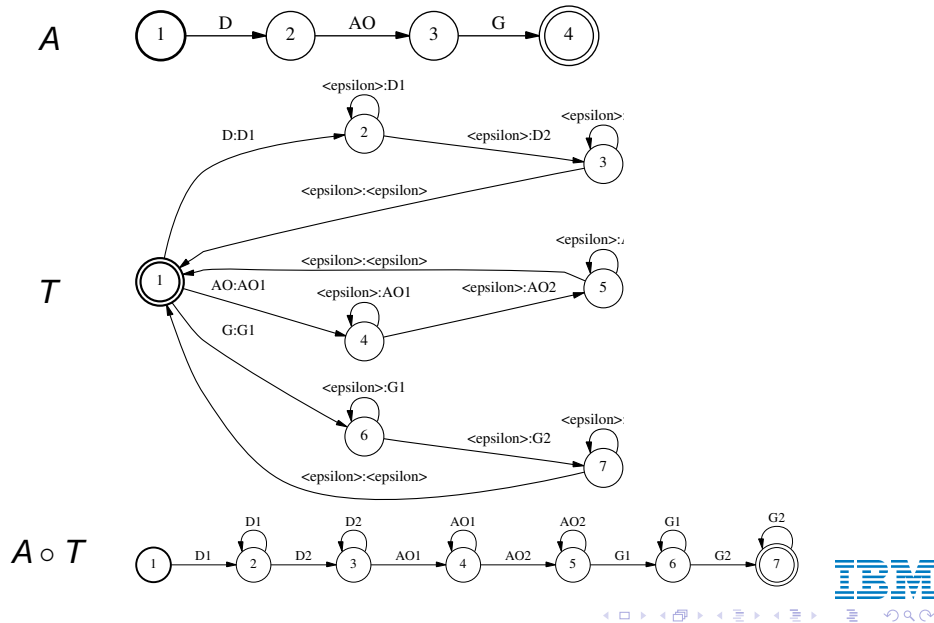 A
1 D 2 AO 3 G 4
T
<epsilon>:D1
D:D1
2
<epsilon>:D2
<epsilon>:
3
<epsilon>:<epsilon>
1
<epsilon>:<epsilon>
AO:AO1
<epsilon>:AO1
4
<epsilon>:AO2
5
G:G1
<epsilon>:G1
6
<epsilon>:G2
<epsilon>:
7
<epsilon>:<epsilon>
A ∘ T
D1 D2 AO1 AO2 G1 G2
1 D1 2 D2 3 AO1 4 AO2 5 G1 6 G2 7
IBM